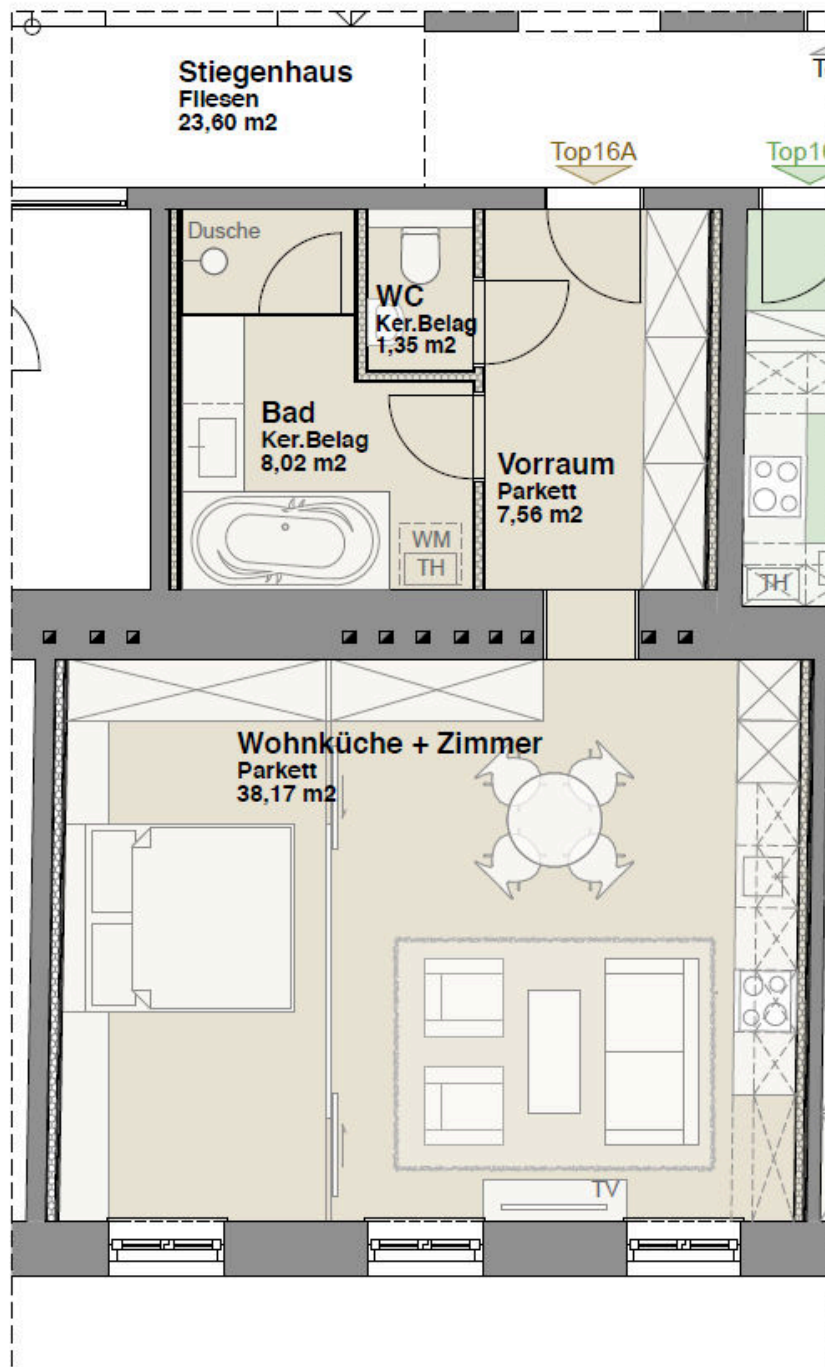 Stiegenhaus
Fliesen
23,60 m2
Top16A
Dusche
WC
Ker.Belag
1,35 m2
Bad
Ker.Belag
8,02 m2
Vorraum
Parkett
7,56 m2
WM
TH
TH
Wohnküche + Zimmer
Parkett
38,17 m2
TV